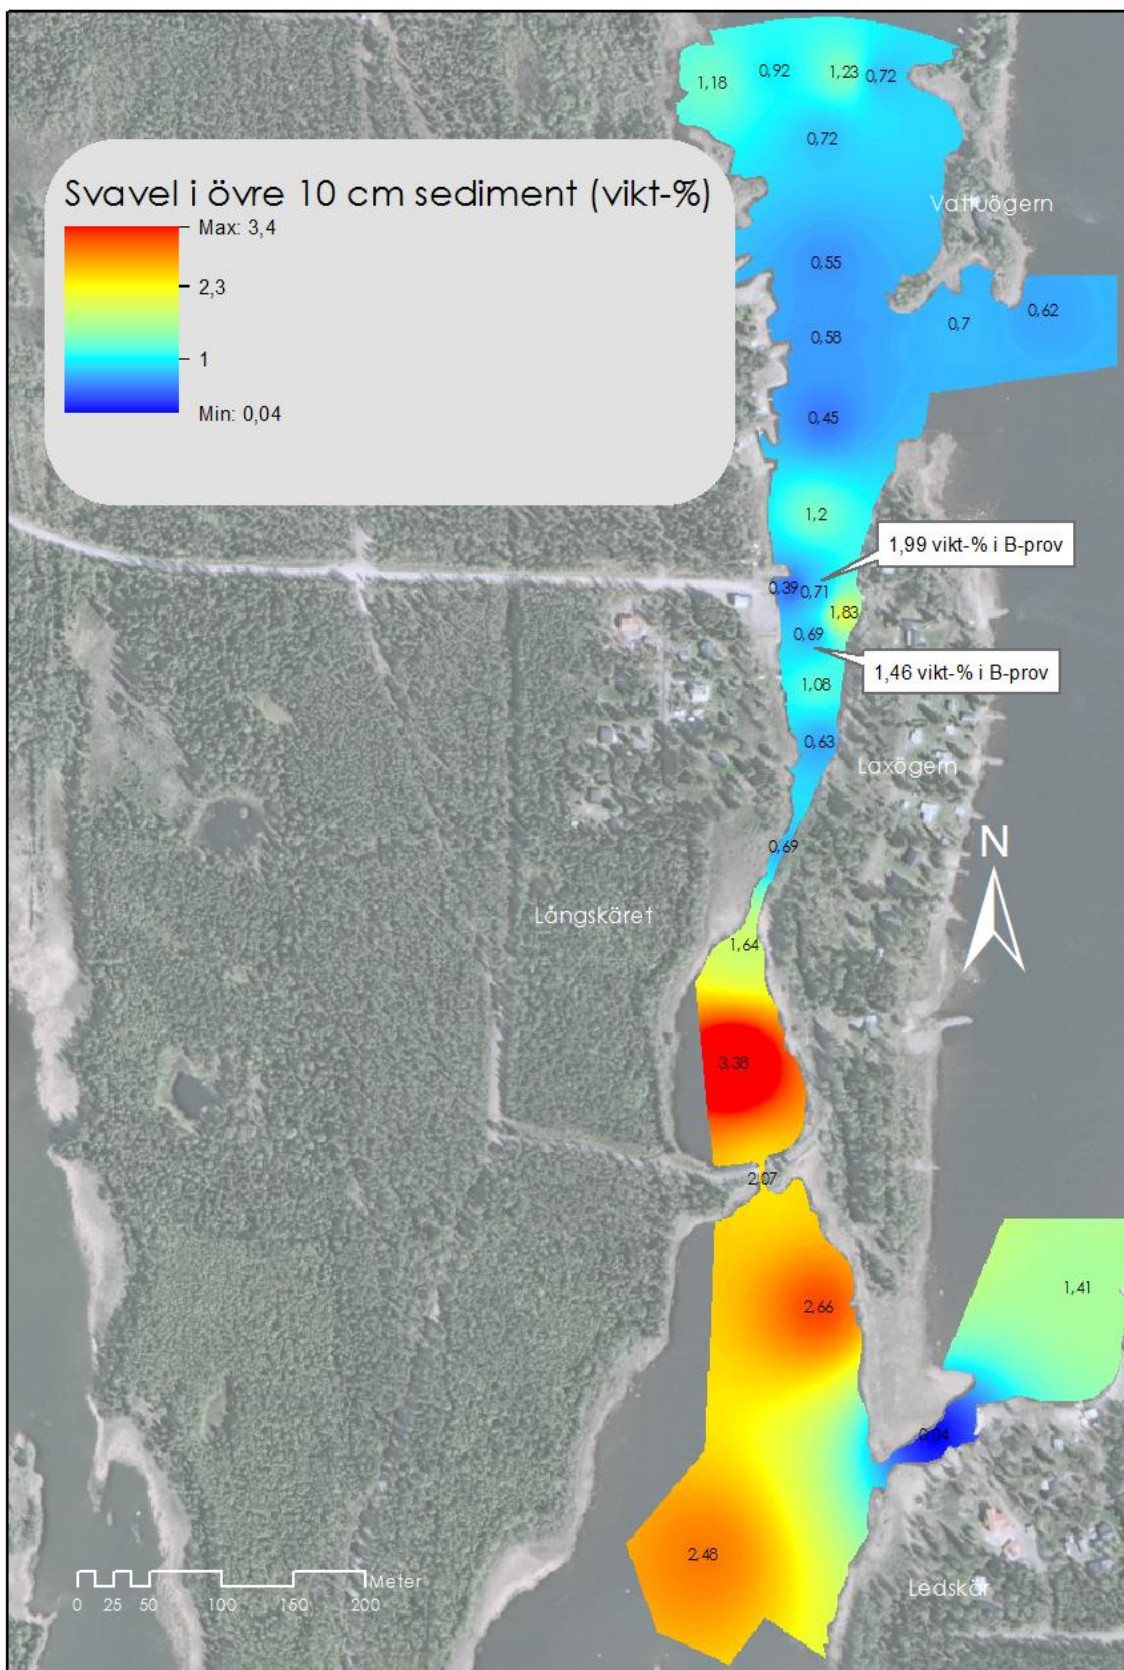 1,18
0,92
1,23
0,72
0,72
Svavel i övre 10 cm sediment (vikt-%)
Max: 3,4
2,3
1
Min: 0,04
Vattuögern
0,55
0,62
0,7
0,58
0,45
1,2
1,99 vikt-% i B-prov
0,39
0,71
1,83
0,69
1,46 vikt-% i B-prov
1,08
0,63
Laxögern
0,69
N
Långskäret
1,64
3,38
2,07
1,41
2,66
0,04
2,48
Ledskär
Meter
0 25 50 100 150 200